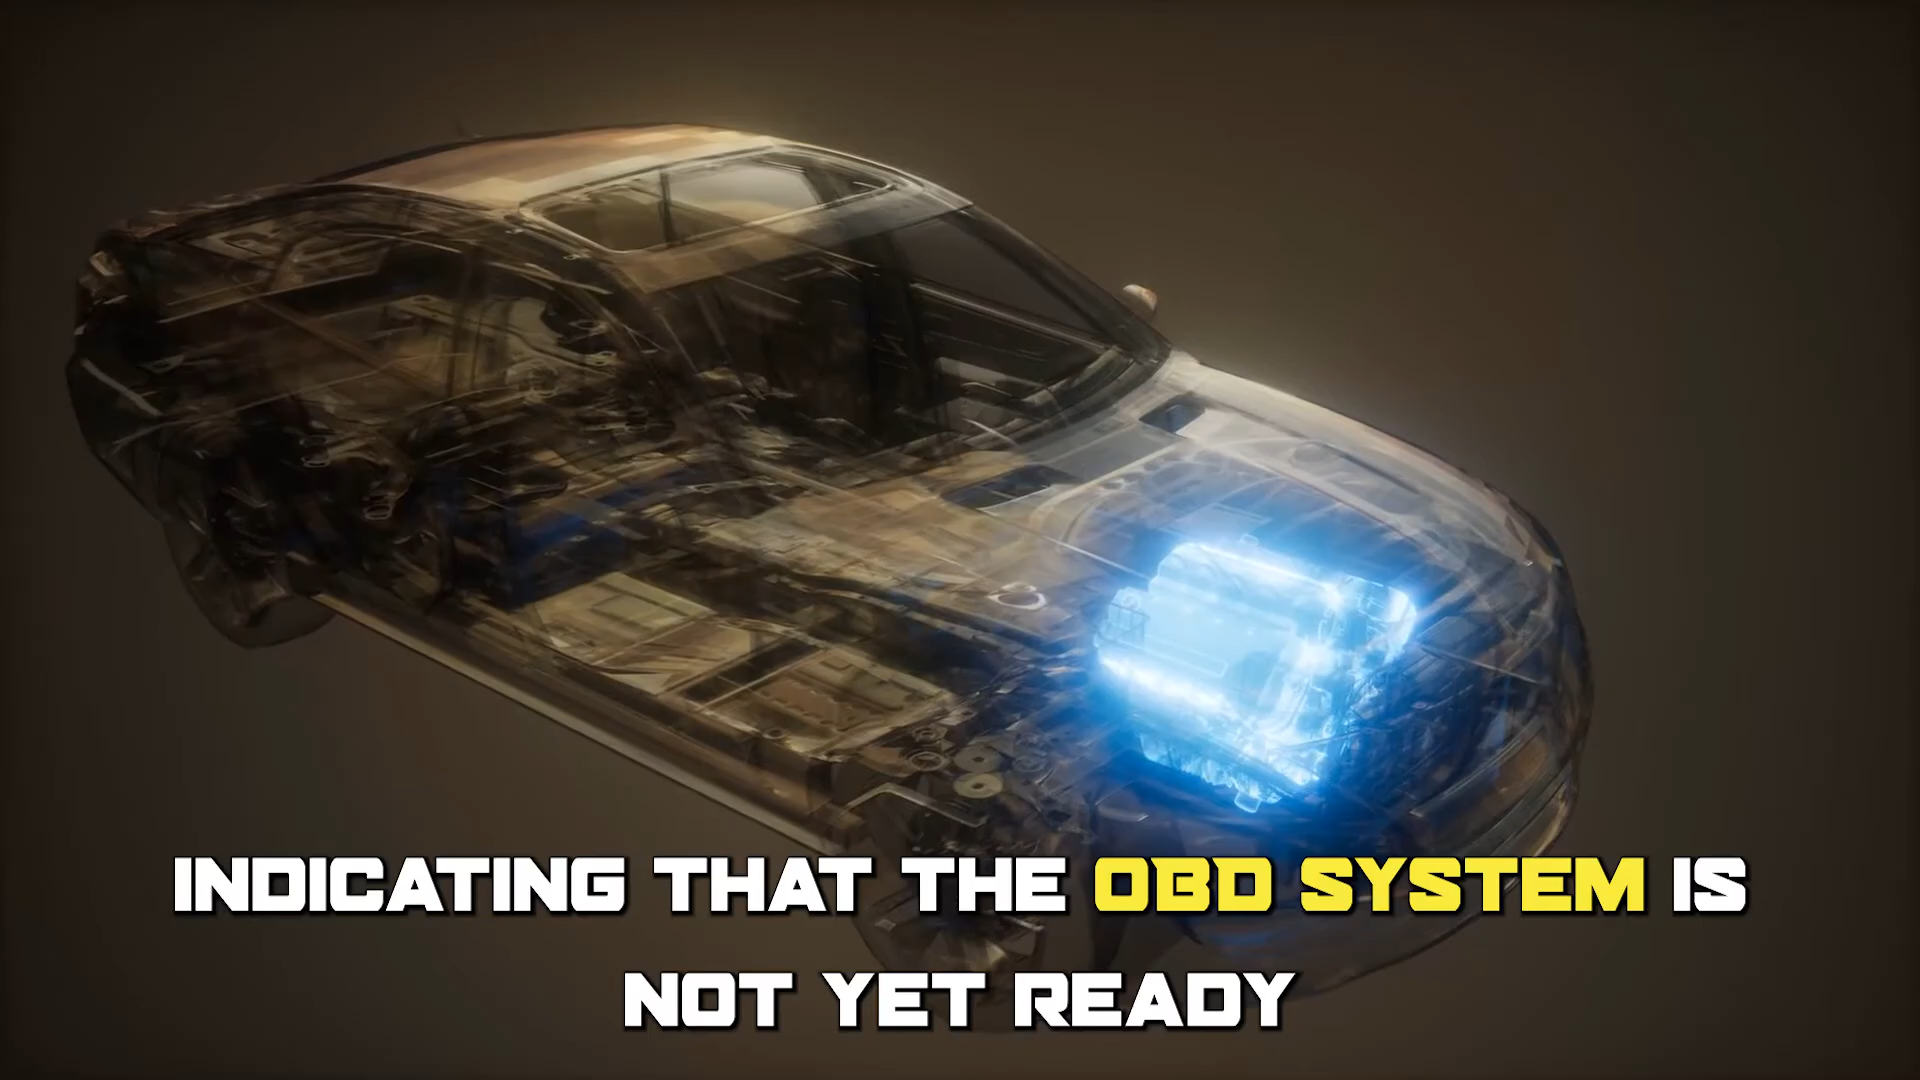 INDICATING THAT THE OBD SYSTEM IS
NOT YET READY